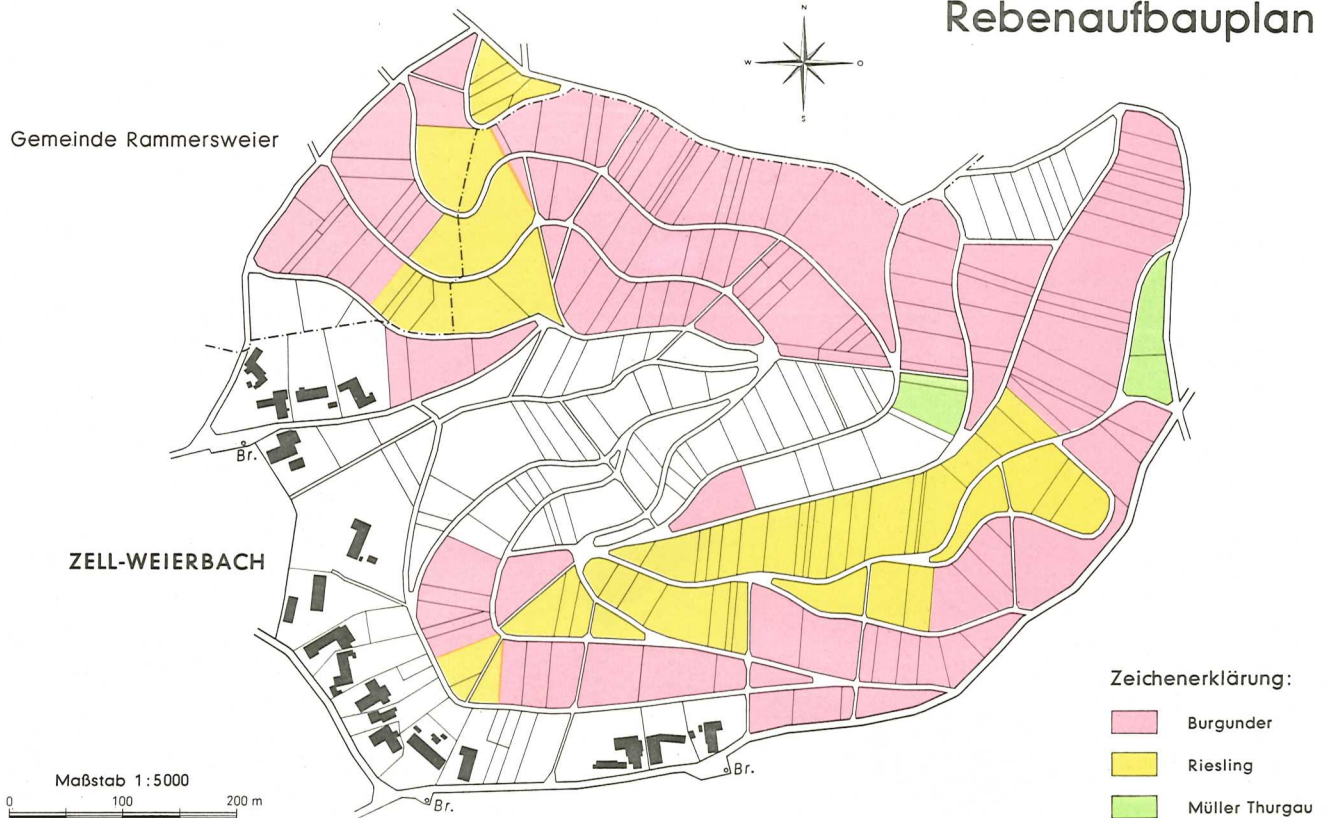 Rebenaufbauplan
N
W
O
S
Gemeinde Rammersweier
Br.
ZELL-WEIERBACH
Br.
Br.
Zeichenerklärung:
Burgunder
Riesling
Müller Thurgau
Maßstab 1:5000
0 100 200 m